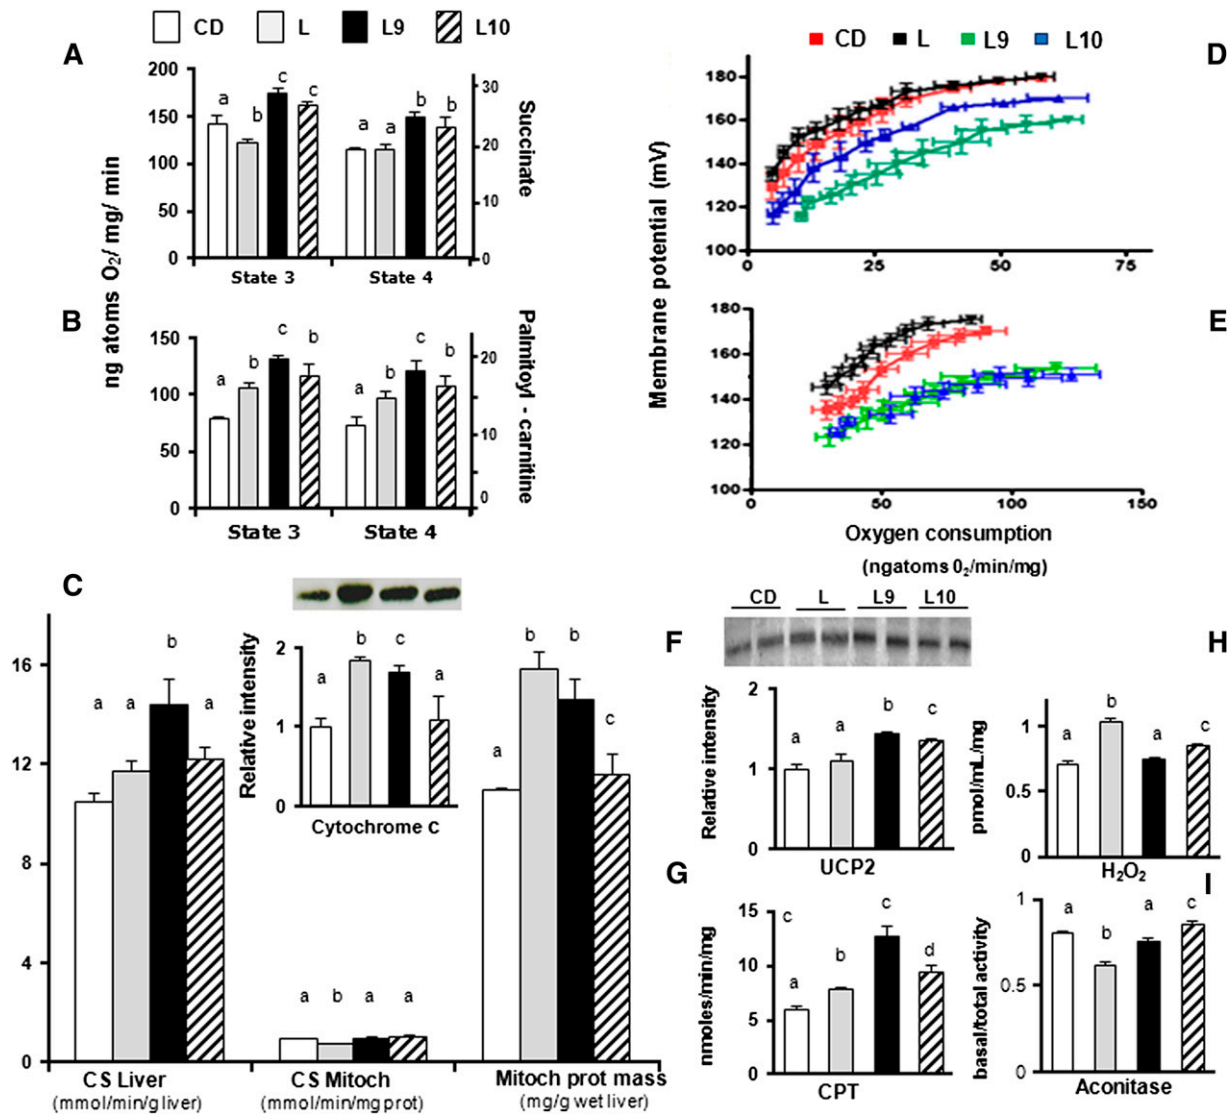 CD L L9 L10
A
200
150
100
50
0
a b c c a a b b
30
20
10
0
State 3 State 4
Succinate
ng atoms O₂/ mg/ min
B
150
100
50
0
a b c b a b c b
20
10
0
State 3 State 4
Palmitoyl - carnitine
CD L L9 L10
D
180
160
140
120
100
0 25 50 75
Membrane potential (mV)
E
180
160
140
120
100
0 50 100 150
Oxygen consumption
(ngatoms 0₂/min/mg)
C
16
12
8
4
0
a a b a
a b a a
a b b c
CS Liver
(mmol/min/g liver)
CS Mitoch
(mmol/min/mg prot)
Mitoch prot mass
(mg/g wet liver)
Relative intensity
2
1
0
a b c a
Cytochrome c
F
CD L L9 L10
Relative intensity
2
1
0
a a b c
UCP2
G
nmoles/min/mg
15
10
5
0
c
a b c d
CPT
H
pmol/mL/mg
1
0.5
0
a b a c
H₂O₂
I
basal/total activity
1
0.5
0
a b a c
Aconitase